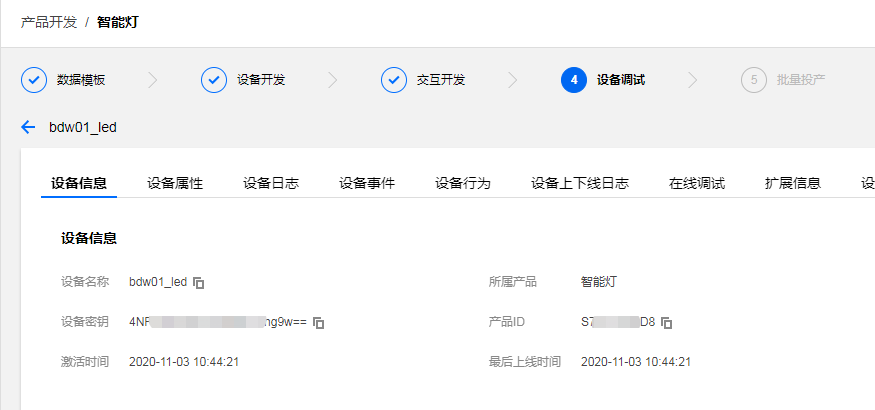 产品开发 / 智能灯
数据模板 设备开发 交互开发 4 设备调试 5 批量投产
bdw01_led
设备信息 设备属性 设备日志 设备事件 设备行为 设备上下线日志 在线调试 扩展信息 设
设备信息
设备名称 bdw01_led 所属产品 智能灯
设备密钥 4NF ng9w== 产品ID S7 D8
激活时间 2020-11-03 10:44:21 最后上线时间 2020-11-03 10:44:21